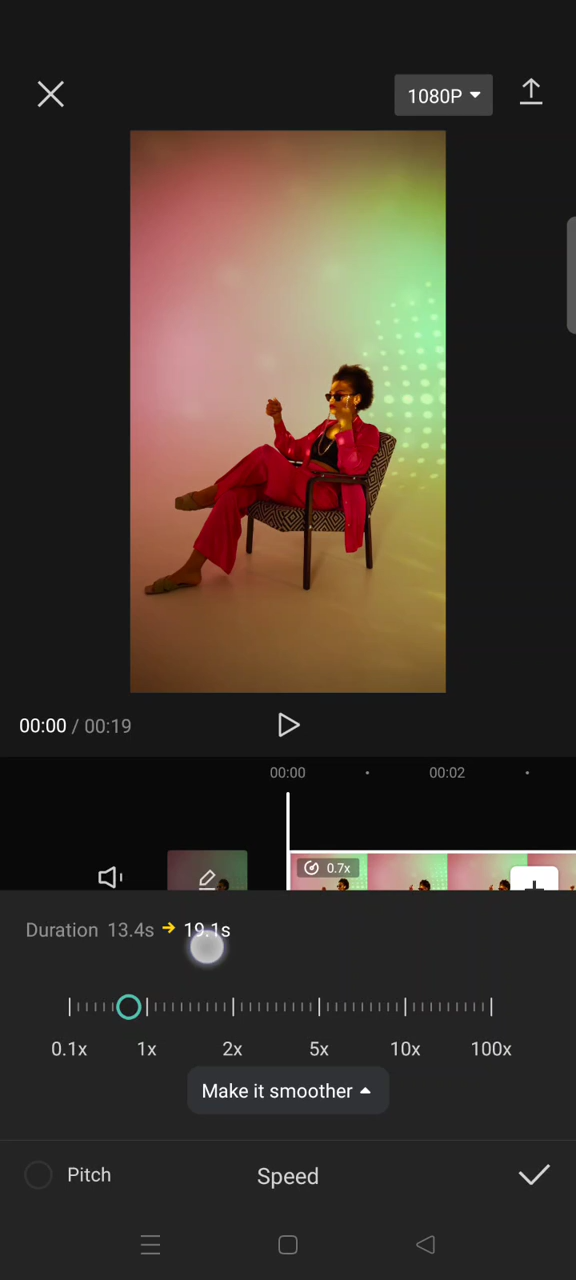 1080P
00:00 / 00:19
00:00 00:02
0.7x
Duration 13.4s 19.1s
0.1x 1x 2x 5x 10x 100x
Make it smoother
Pitch Speed